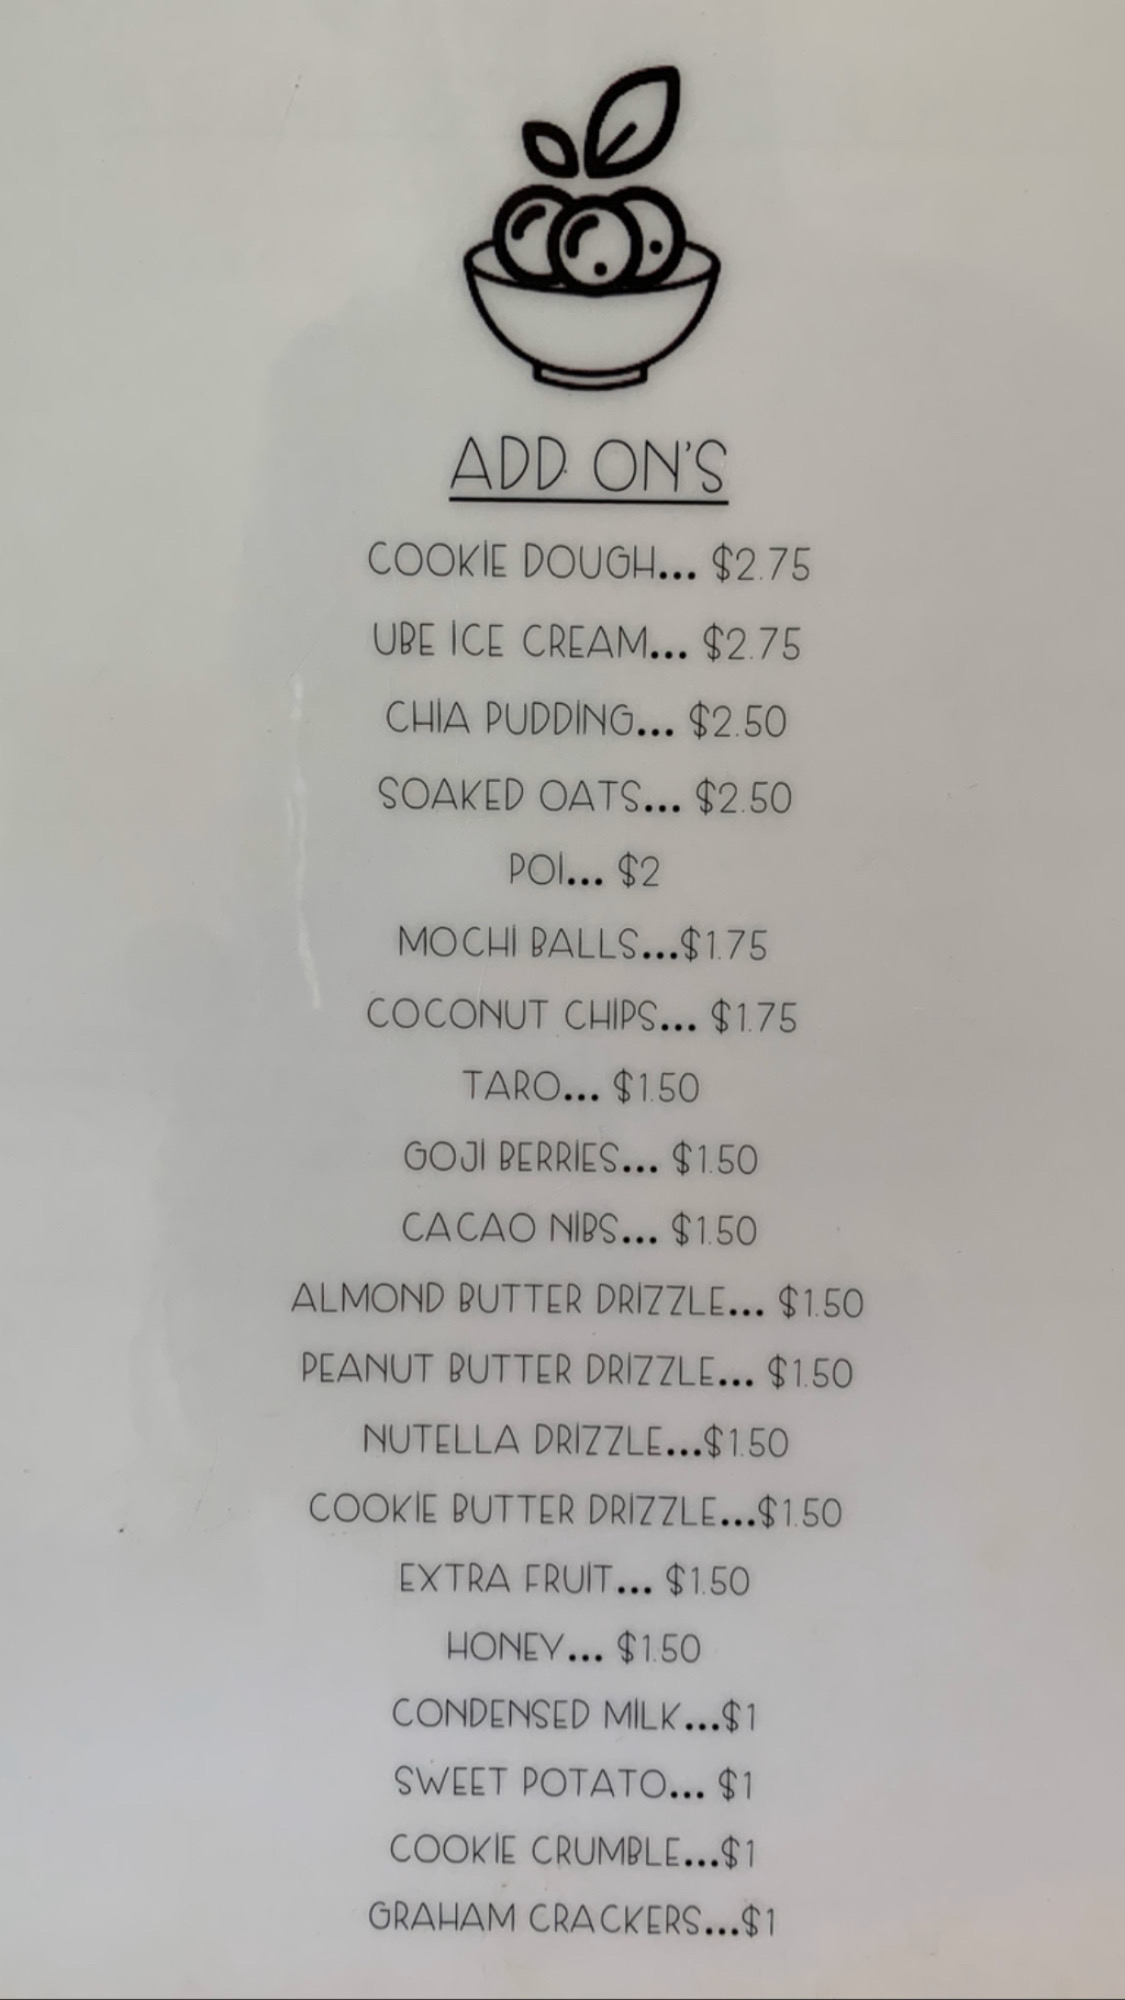 ADD ON'S
COOKIE DOUGH... $2.75
UBE ICE CREAM... $2.75
CHIA PUDDING... $2.50
SOAKED OATS... $2.50
POI... $2
MOCHI BALLS...$1.75
COCONUT CHIPS... $1.75
TARO... $1.50
GOJI BERRIES... $1.50
CACAO NIBS... $1.50
ALMOND BUTTER DRIZZLE... $1.50
PEANUT BUTTER DRIZZLE... $1.50
NUTELLA DRIZZLE...$1.50
COOKIE BUTTER DRIZZLE...$1.50
EXTRA FRUIT... $1.50
HONEY... $1.50
CONDENSED MILK...$1
SWEET POTATO... $1
COOKIE CRUMBLE...$1
GRAHAM CRACKERS...$1